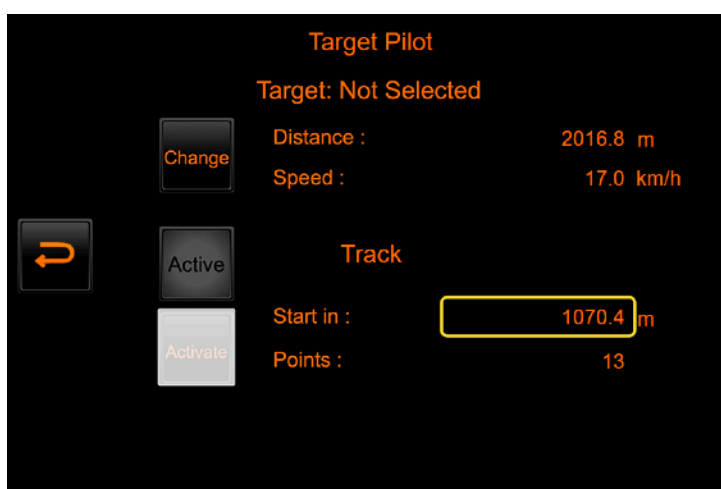 Target Pilot
Target: Not Selected
Change
Distance : 2016.8 m
Speed : 17.0 km/h
Active
Track
Start in : 1070.4 m
Activate
Points : 13